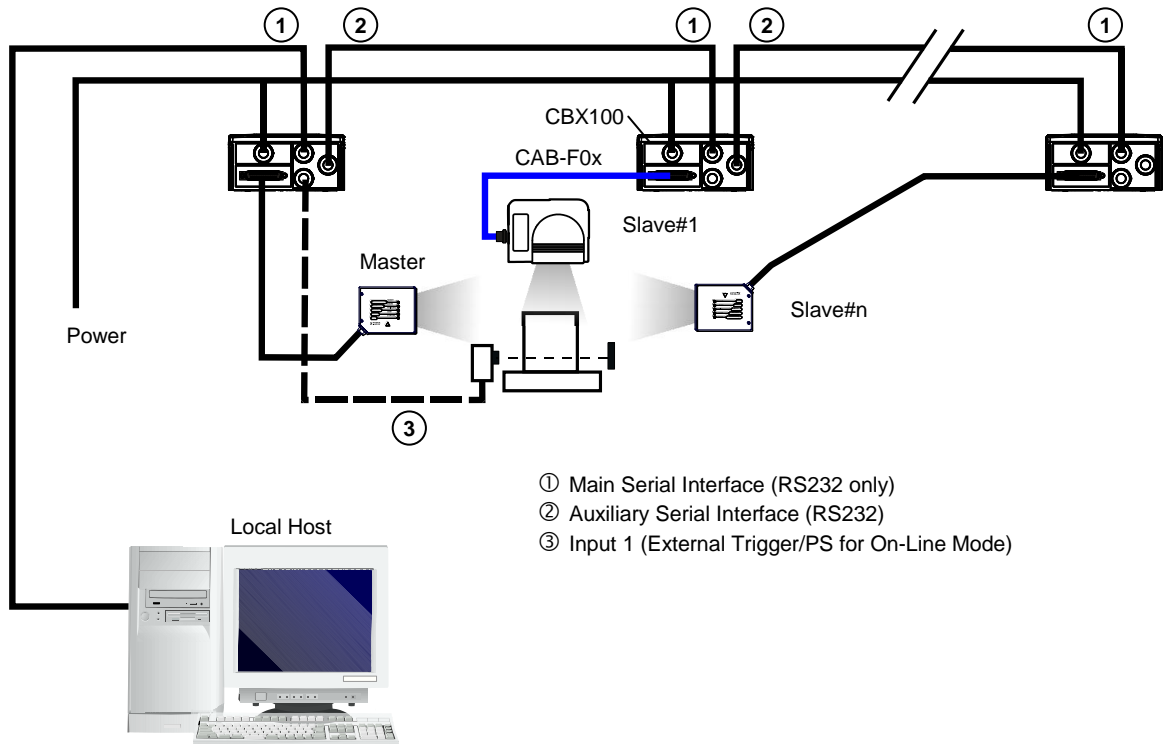 ① ② ① ② ①
CBX100
CAB-F0x
Slave#1
Master
Slave#n
Power
③
① Main Serial Interface (RS232 only)
② Auxiliary Serial Interface (RS232)
③ Input 1 (External Trigger/PS for On-Line Mode)
Local Host